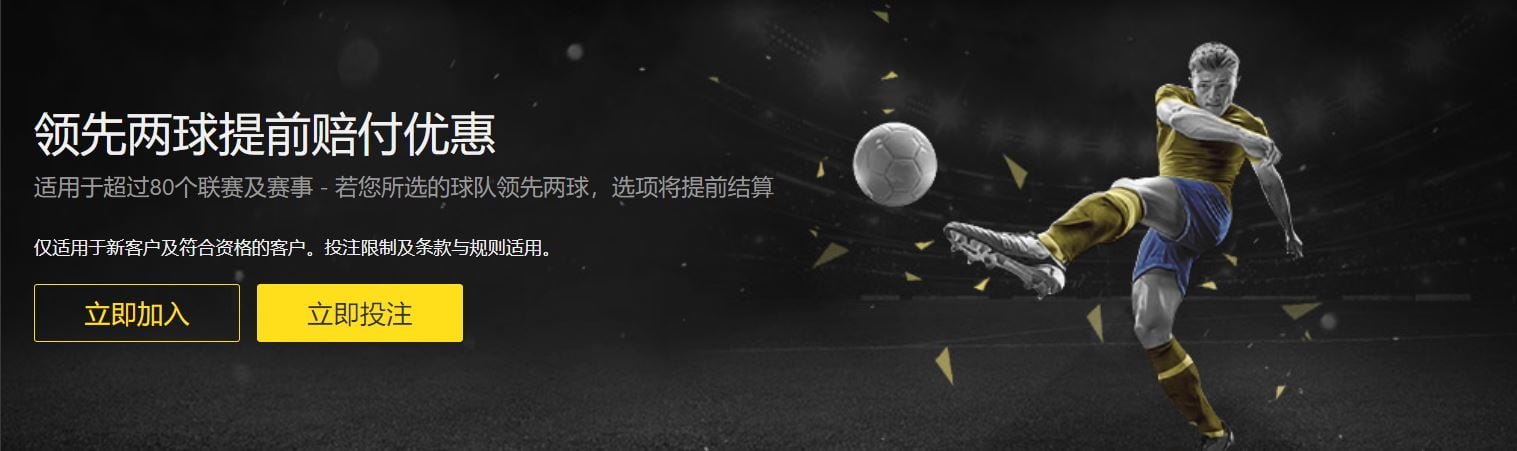 领先两球提前赔付优惠
适用于超过80个联赛及赛事 - 若您所选的球队领先两球，选项将提前结算
仅适用于新客户及符合资格的客户。投注限制及条款与规则适用。
立即加入 立即投注